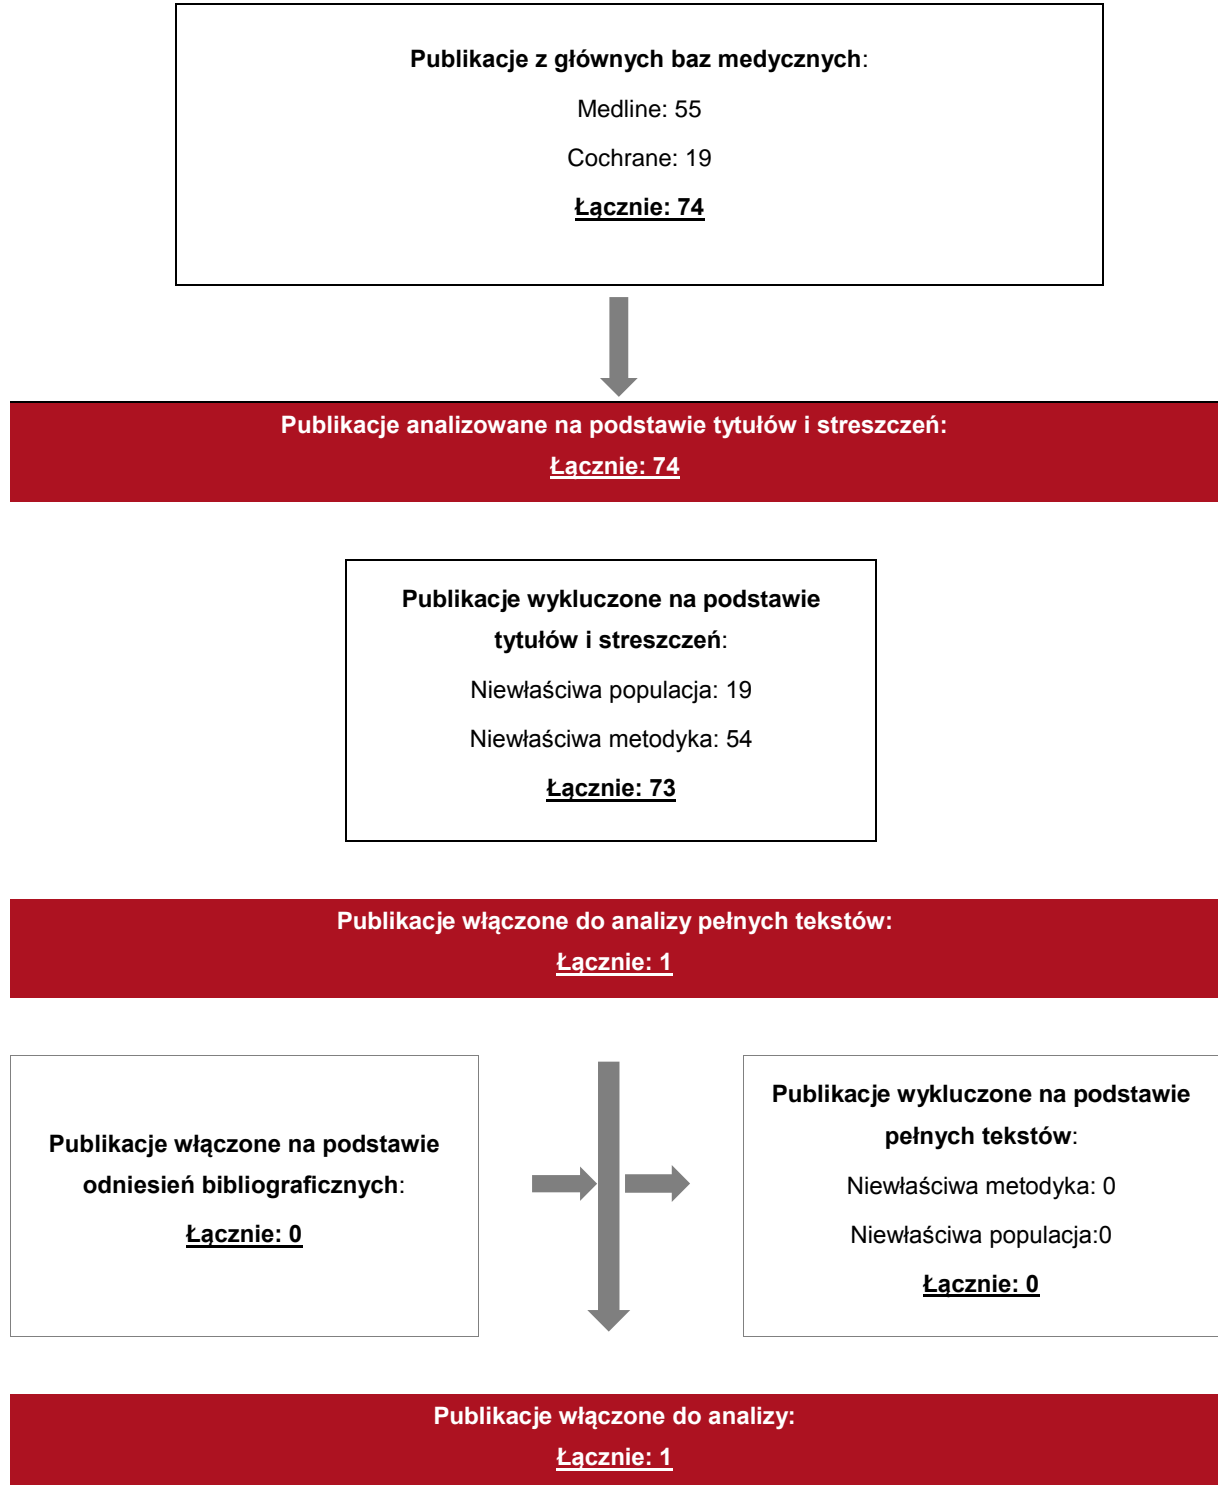 Publikacje z głównych baz medycznych:
Medline: 55
Cochrane: 19
Łącznie: 74
Publikacje analizowane na podstawie tytułów i streszczeń:
Łącznie: 74
Publikacje wykluczone na podstawie
tytułów i streszczeń:
Niewłaściwa populacja: 19
Niewłaściwa metodyka: 54
Łącznie: 73
Publikacje włączone do analizy pełnych tekstów:
Łącznie: 1
Publikacje włączone na podstawie
odniesień bibliograficznych:
Łącznie: 0
Publikacje wykluczone na podstawie
pełnych tekstów:
Niewłaściwa metodyka: 0
Niewłaściwa populacja:0
Łącznie: 0
Publikacje włączone do analizy:
Łącznie: 1